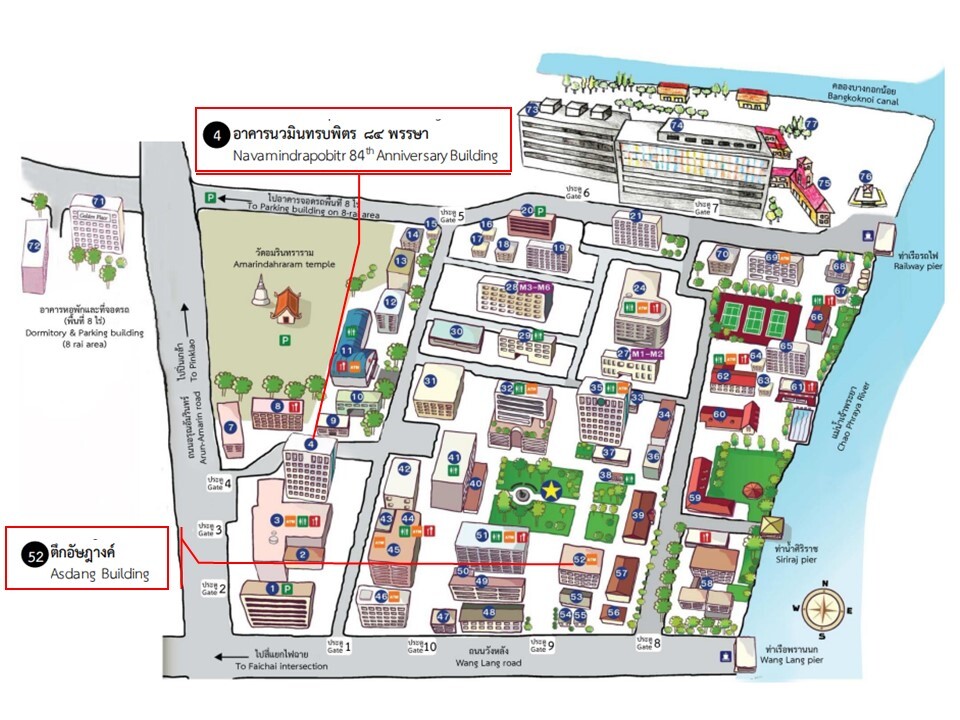 คลองบางกอกน้อย
Bangkoknoi canal
4
อาคารนวมินทรบพิตร ๘๔ พรรษา
Navamindrapobitr 84th Anniversary Building
73
74
77
75
76
ประตู
Gate 6
ประตู
Gate 7
P
ไปอาคารจอดรถพื้นที่ 8 ไร่
To Parking building on 8-rai area
ประตู
Gate 5
71
Golden Place
72
อาคารหอพักและที่จอดรถ
(พื้นที่ 8 ไร่)
Dormitory & Parking building
(8 rai area)
วัดอมรินทราราม
Amarindahraram temple
P
ไปปิ่นเกล้า
To Pinklao
ถนนอรุณอัมรินทร์
Arun-Amarin road
ท่าเรือรถไฟ
Railway pier
15
14
13
12
11
10
9
8
7
4
16
17
18
19
20 P
21
24
28 M3-M6
29
30
27 M1-M2
31
32
35
33
34
36
37
38
39
70
69
68
67
66
65
64
63
62
61
60
59
58
แม่น้ำเจ้าพระยา
Chao Phraya River
ประตู
Gate 4
ประตู
Gate 3
ประตู
Gate 2
3
2
1 P
42
41
40
43
44
45
46
47
48
49
50
51
52
53
54
55
56
57
52
ตึกอัษฎางค์
Asdang Building
ท่าน้ำศิริราช
Siriraj pier
N
W
E
S
ประตู
Gate 1
ประตู
Gate 10
ประตู
Gate 9
ประตู
Gate 8
ไปสี่แยกไฟฉาย
To Faichai intersection
ถนนวังหลัง
Wang Lang road
ท่าเรือพรานนก
Wang Lang pier